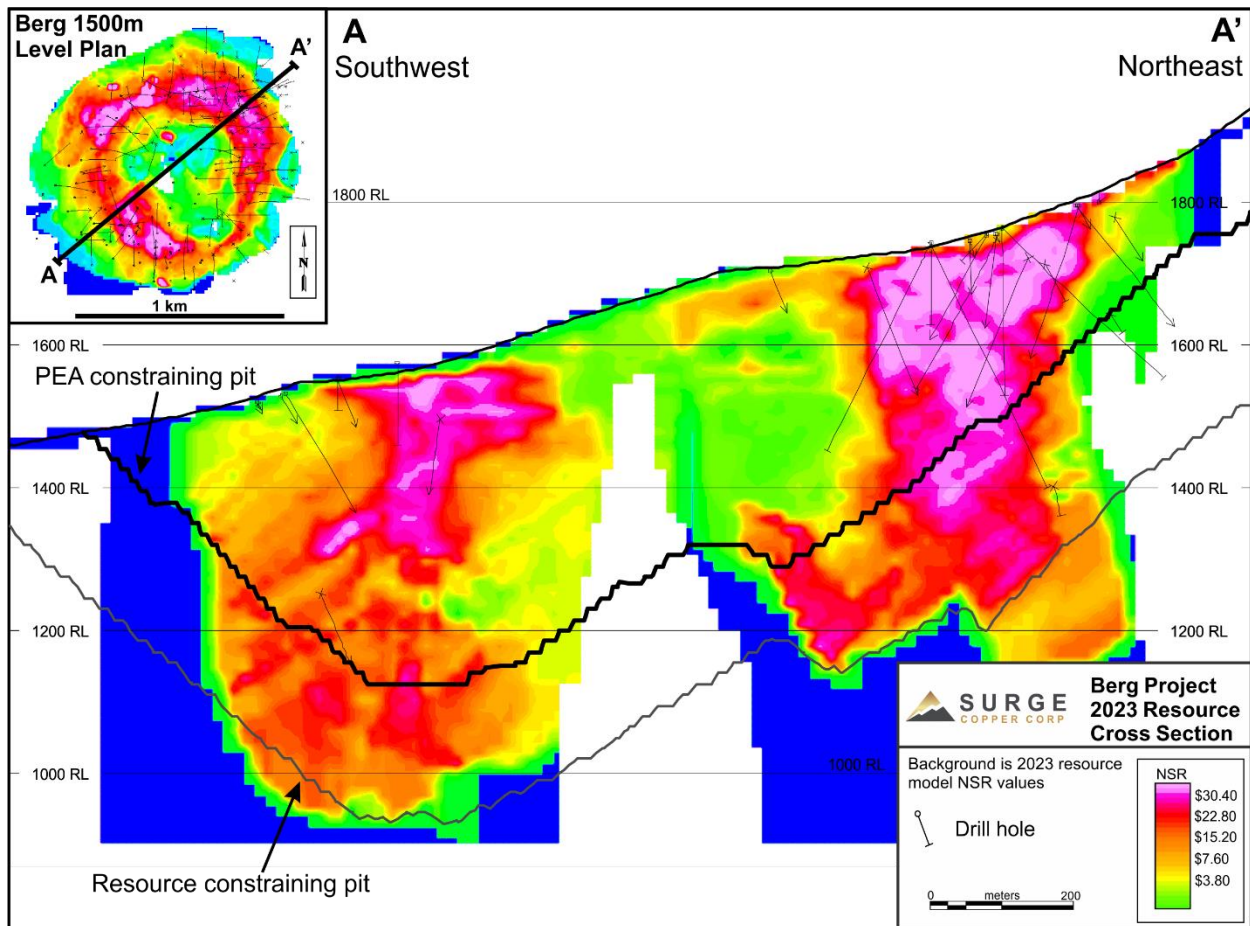 Berg 1500m
Level Plan
A'
A
N
1 km
A
Southwest
A'
Northeast
1800 RL
1800 RL
1600 RL
1600 RL
PEA constraining pit
1400 RL
1400 RL
1200 RL
1200 RL
1000 RL
1000 RL
Resource constraining pit
SURGE
COPPER CORP
Berg Project
2023 Resource
Cross Section
Background is 2023 resource
model NSR values
Drill hole
0 meters 200
NSR
$30.40
$22.80
$15.20
$7.60
$3.80